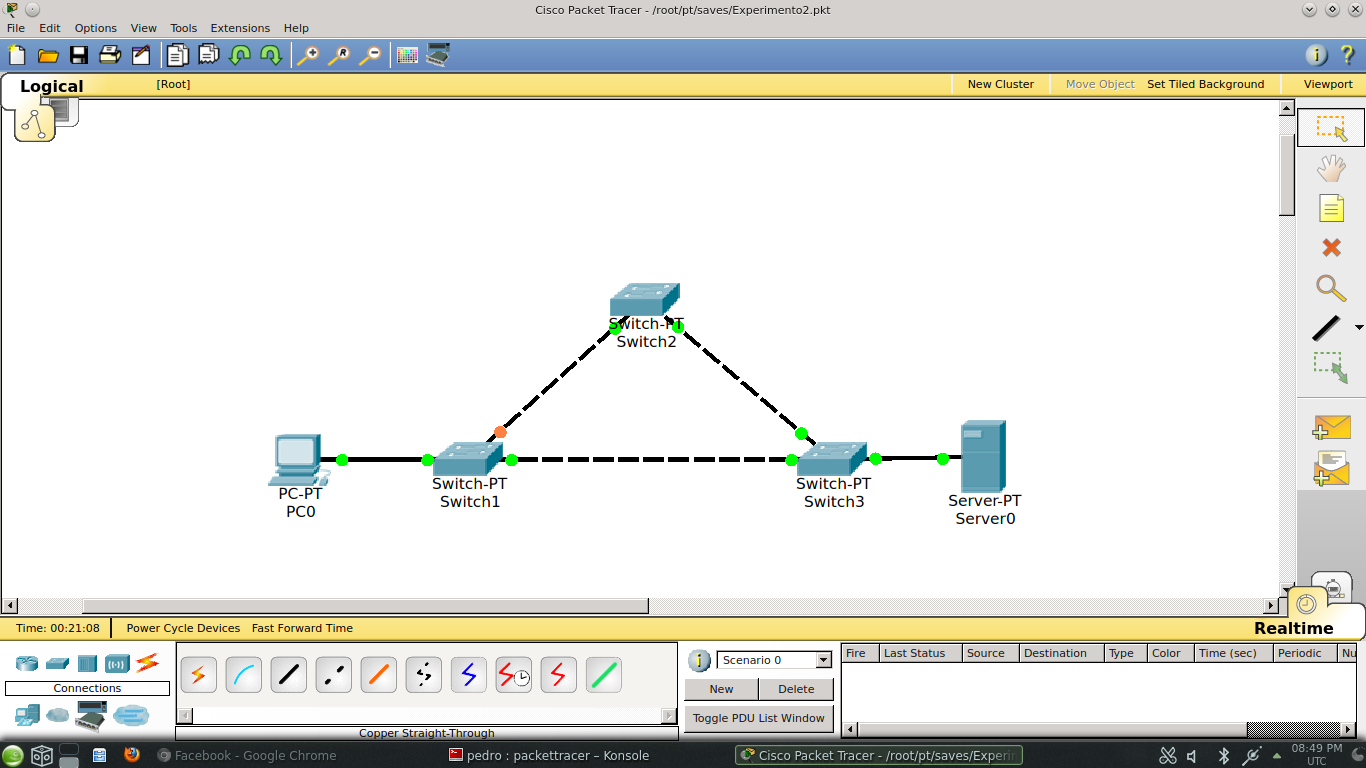 Cisco Packet Tracer - /root/pt/saves/Experimento2.pkt
File Edit Options View Tools Extensions Help
Logical [Root] New Cluster Move Object Set Tiled Background Viewport
Switch-PT
Switch2
PC-PT
PC0
Switch-PT
Switch1
Switch-PT
Switch3
Server-PT
Server0
Time: 00:21:08 Power Cycle Devices Fast Forward Time Realtime
Connections
Copper Straight-Through
Scenario 0
New Delete
Toggle PDU List Window
Fire Last Status Source Destination Type Color Time (sec) Periodic Nu
Facebook - Google Chrome
pedro : packettracer – Konsole
Cisco Packet Tracer - /root/pt/saves/Experim
08:49 PM
UTC